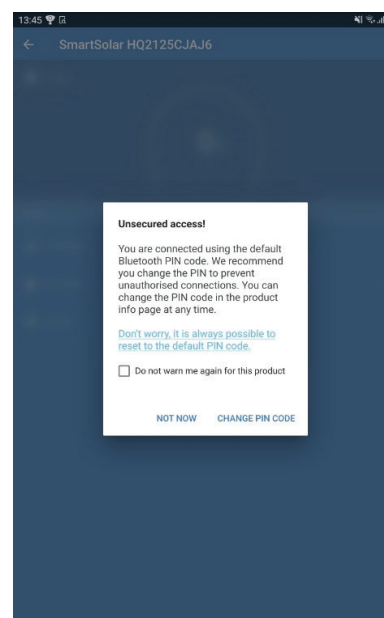 13:45
SmartSolar HQ2125CJAJ6
Unsecured access!
You are connected using the default
Bluetooth PIN code. We recommend
you change the PIN to prevent
unauthorised connections. You can
change the PIN code in the product
info page at any time.
Don't worry, it is always possible to
reset to the default PIN code.
Do not warn me again for this product
NOT NOW CHANGE PIN CODE